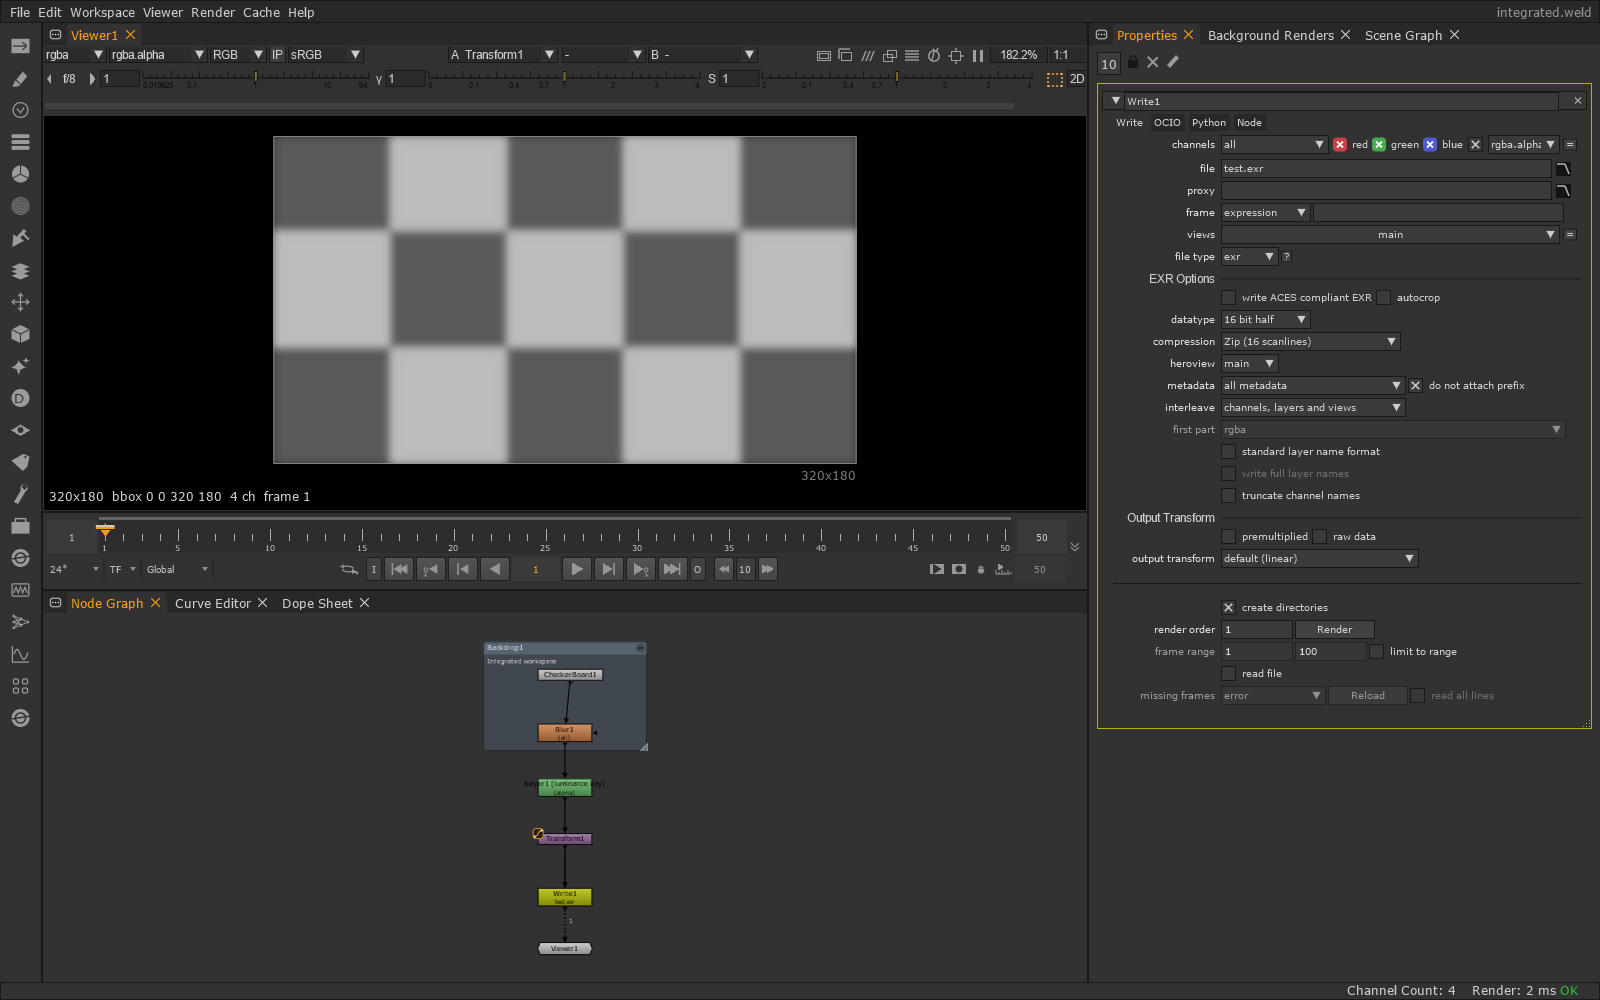 File Edit Workspace Viewer Render Cache Help integrated.weld
Viewer1
rgba rgba.alpha RGB IP sRGB A Transform1 - B - 182.2% 1:1
f/8 1 γ 1 S 1 2D
320x180
320x180 bbox 0 0 320 180 4 ch frame 1
1 1 5 10 15 20 25 30 35 40 45 50 50
24* TF Global I 1 O 10 50
Node Graph Curve Editor Dope Sheet
Backdrop1
Integrated workspace
CheckerBoard1
Blur1
(all)
Keyer1 (luminance key)
(alpha)
Transform1
Write1
test.exr
1
Viewer1
Properties Background Renders Scene Graph
10
Write1
Write OCIO Python Node
channels all red green blue rgba.alpha =
file test.exr
proxy
frame expression
views main =
file type exr ?
EXR Options
write ACES compliant EXR autocrop
datatype 16 bit half
compression Zip (16 scanlines)
heroview main
metadata all metadata do not attach prefix
interleave channels, layers and views
first part rgba
standard layer name format
write full layer names
truncate channel names
Output Transform
premultiplied raw data
output transform default (linear)
create directories
render order 1 Render
frame range 1 100 limit to range
read file
missing frames error Reload read all lines
Channel Count: 4 Render: 2 ms OK